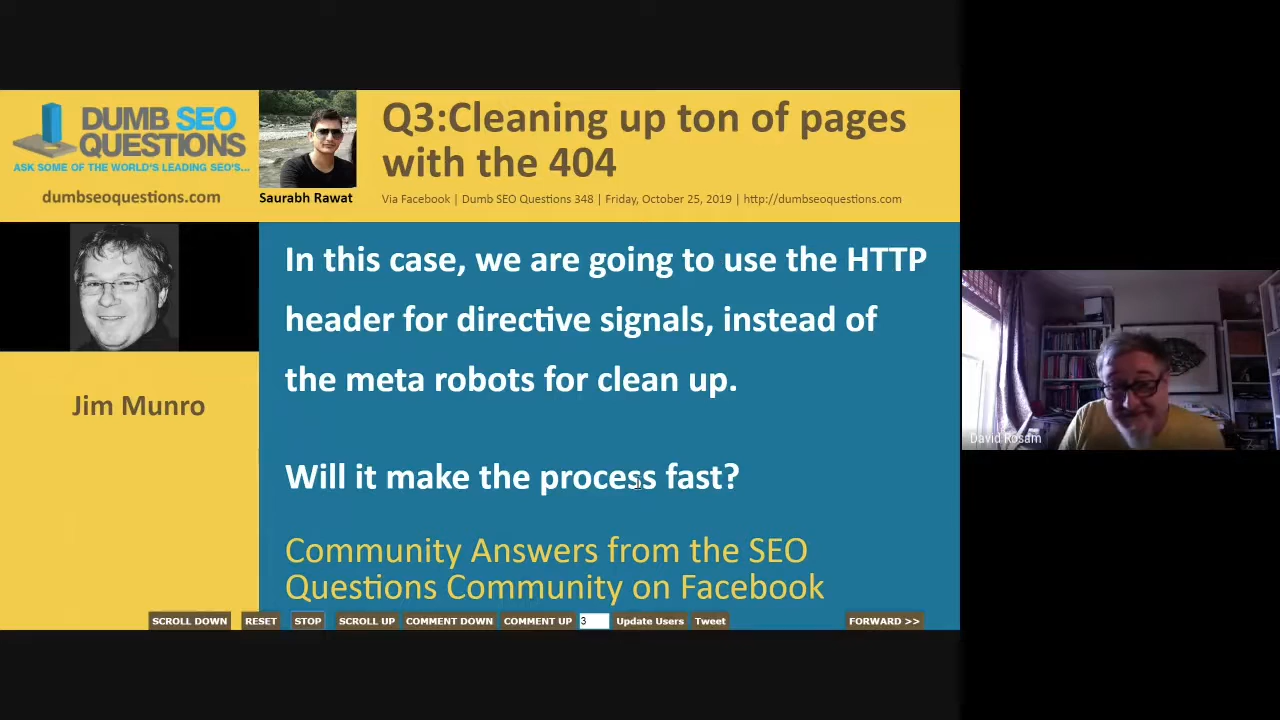 DUMB SEO
QUESTIONS
ASK SOME OF THE WORLD'S LEADING SEO'S...
dumbseoquestions.com
Saurabh Rawat
Q3:Cleaning up ton of pages
with the 404
Via Facebook | Dumb SEO Questions 348 | Friday, October 25, 2019 | http://dumbseoquestions.com
Jim Munro
In this case, we are going to use the HTTP
header for directive signals, instead of
the meta robots for clean up.
Will it make the process fast?
Community Answers from the SEO
Questions Community on Facebook
SCROLL DOWN RESET STOP SCROLL UP COMMENT DOWN COMMENT UP 3 Update Users Tweet FORWARD >>
David Rosam